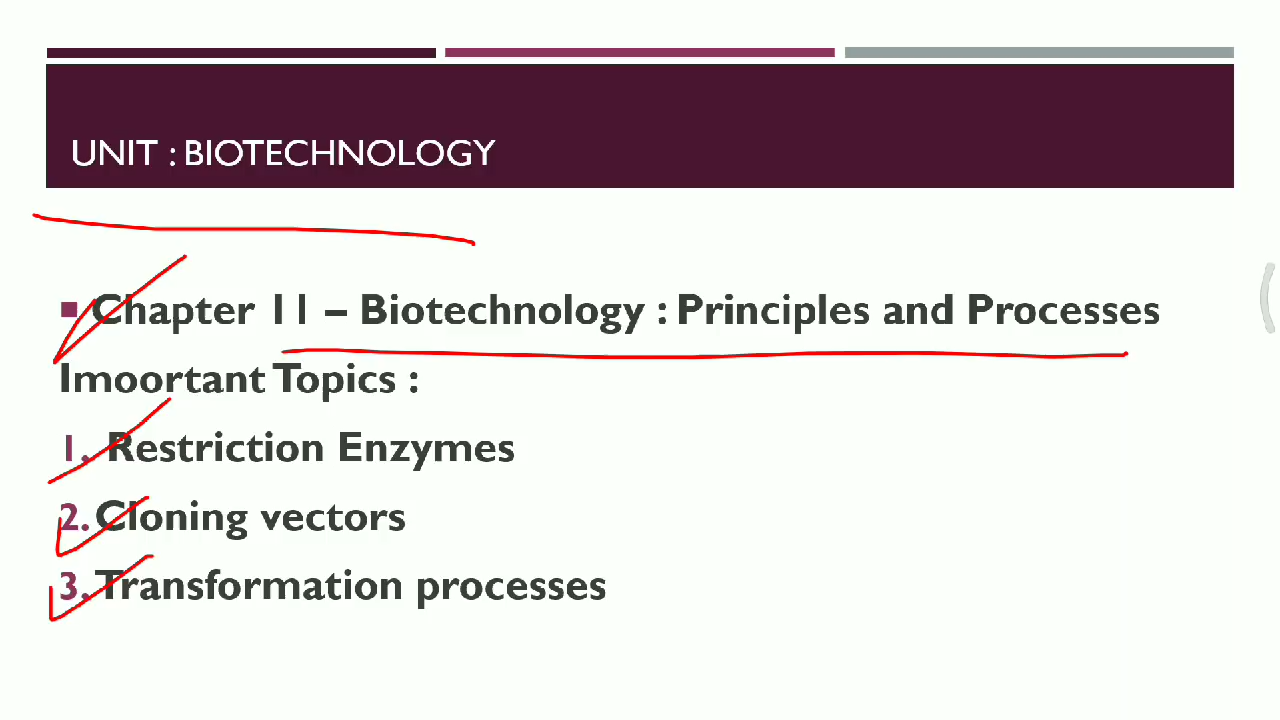 UNIT : BIOTECHNOLOGY
▪ Chapter 11 – Biotechnology : Principles and Processes
Imoortant Topics :
1. Restriction Enzymes
2. Cloning vectors
3. Transformation processes